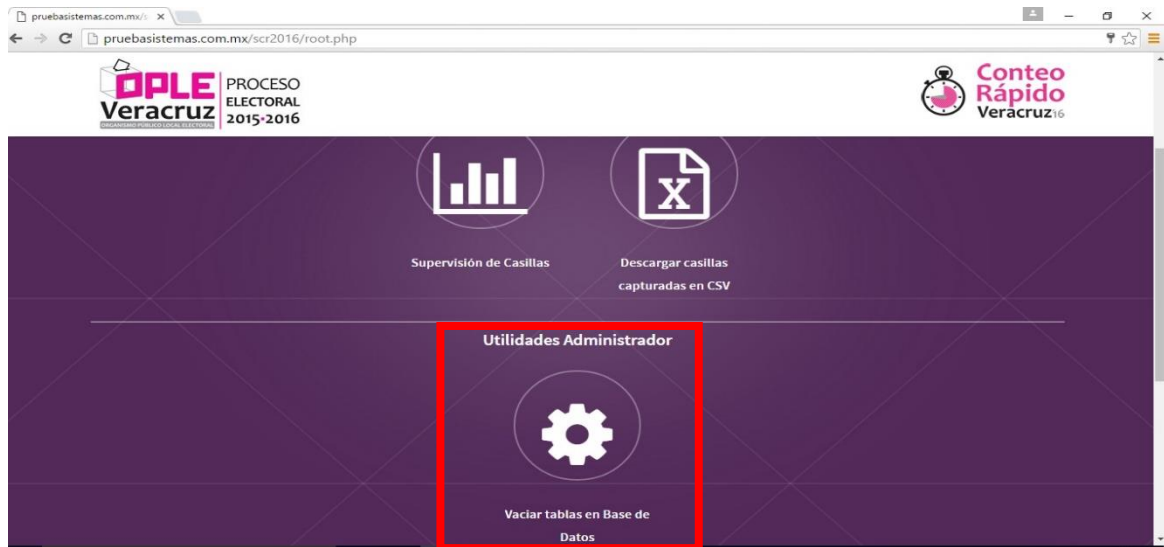 pruebasistemas.com.mx/s
pruebasistemas.com.mx/scr2016/root.php
OPLE
Veracruz
ORGANISMO PÚBLICO LOCAL ELECTORAL
PROCESO
ELECTORAL
2015-2016
Conteo
Rápido
Veracruz16
X
Supervisión de Casillas
Descargar casillas
capturadas en CSV
Utilidades Administrador
Vaciar tablas en Base de
Datos